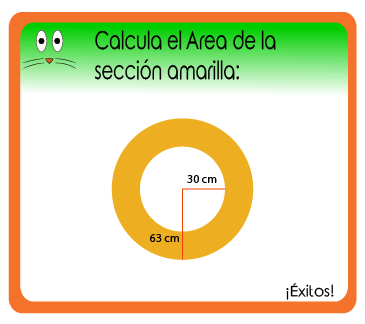 Calcula el Area de la
sección amarilla:
30 cm
63 cm
¡Éxitos!